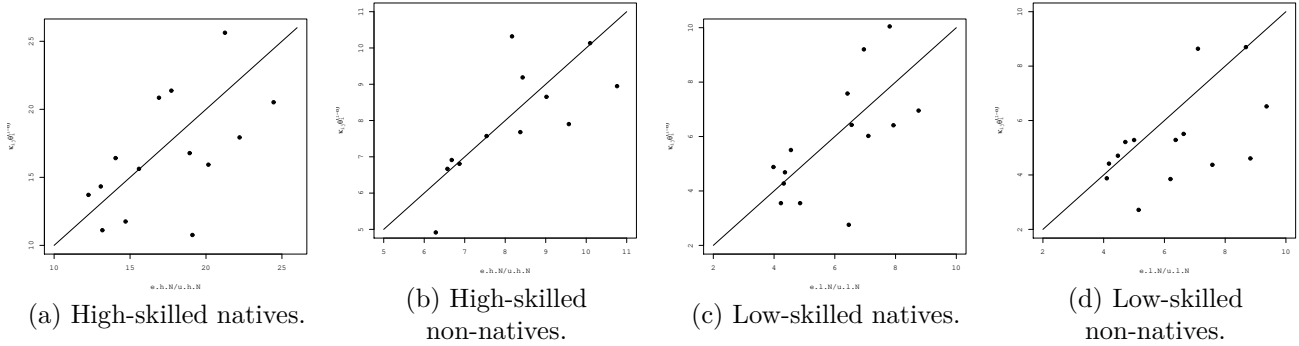 25
20
15
10
10 15 20 25
e.h.N/u.h.N
(a) High-skilled natives.
11
10
9
8
7
6
5
5 6 7 8 9 10 11
e.h.N/u.h.N
(b) High-skilled
non-natives.
10
8
6
4
2
2 4 6 8 10
e.l.N/u.l.N
(c) Low-skilled natives.
10
8
6
4
2
2 4 6 8 10
e.l.N/u.l.N
(d) Low-skilled
non-natives.